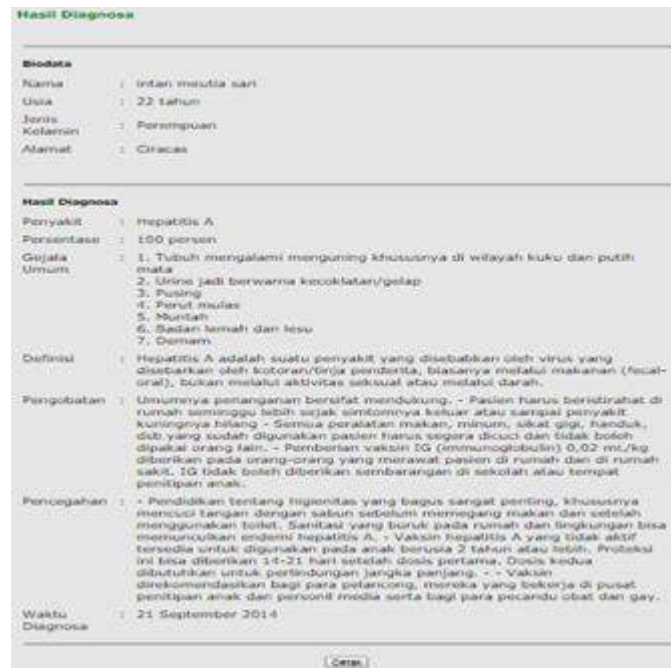 Hasil Diagnosa
Biodata
Nama : intan meutia sari
Usia : 22 tahun
Jenis
Kelamin : Perempuan
Alamat : Ciracas
Hasil Diagnosa
Penyakit : Hepatitis A
Persentase : 100 persen
Gejala
Umum : 1. Tubuh mengalami menguning khususnya di wilayah kuku dan putih
mata
2. Urine jadi berwarna kecoklatan/gelap
3. Pusing
4. Perut mulas
5. Muntah
6. Badan lemah dan lesu
7. Demam
Definisi : Hepatitis A adalah suatu penyakit yang disebabkan oleh virus yang
disebarkan oleh kotoran/tinja penderita, biasanya melalui makanan (fecal-
oral), bukan melalui aktivitas seksual atau melalui darah.
Pengobatan : Umumnya penanganan bersifat mendukung. - Pasien harus beristirahat di
rumah seminggu lebih sejak simtomnya keluar atau sampai penyakit
kuningnya hilang - Semua peralatan makan, minum, sikat gigi, handuk,
dsb yang sudah digunakan pasien harus segera dicuci dan tidak boleh
dipakai orang lain. - Pemberian vaksin IG (immunoglobulin) 0,02 mL/kg
diberikan pada orang-orang yang merawat pasien di rumah dan di rumah
sakit. IG tidak boleh diberikan sembarangan di sekolah atau tempat
penitipan anak.
Pencegahan : - Pendidikan tentang higienitas yang bagus sangat penting, khususnya
mencuci tangan dengan sabun sebelum memegang makan dan setelah
menggunakan toilet. Sanitasi yang buruk pada rumah dan lingkungan bisa
memunculkan endemi hepatitis A. - Vaksin hepatitis A yang tidak aktif
tersedia untuk digunakan pada anak berusia 2 tahun atau lebih. Proteksi
ini bisa diberikan 14-21 hari setelah dosis pertama. Dosis kedua
dibutuhkan untuk perlindungan jangka panjang. - - Vaksin
direkomendasikan bagi para pelancong, mereka yang bekerja di pusat
penitipan anak dan personil media serta bagi para pecandu obat dan gay.
Waktu
Diagnosa : 21 September 2014
Cetak